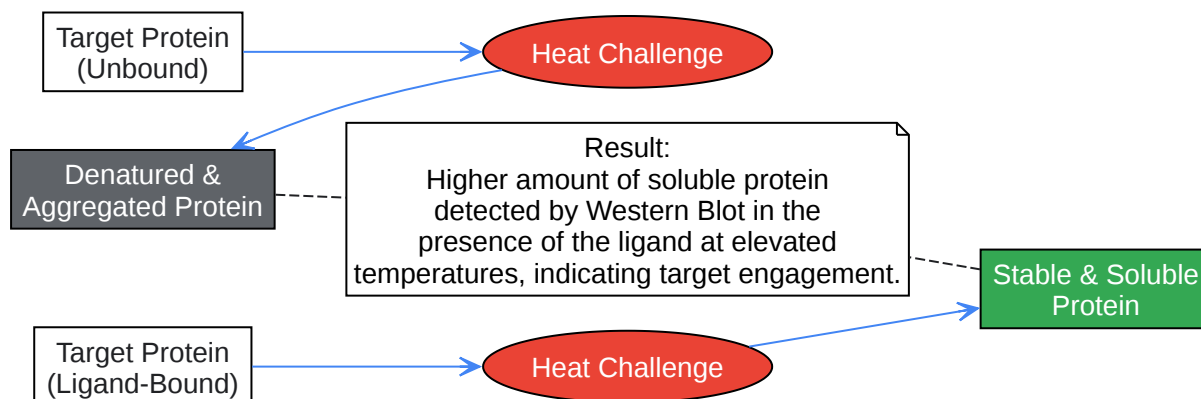 Target Protein
(Unbound)
Heat Challenge
Denatured &
Aggregated Protein
Result:
Higher amount of soluble protein
detected by Western Blot in the
presence of the ligand at elevated
temperatures, indicating target engagement.
Stable & Soluble
Protein
Target Protein
(Ligand-Bound)
Heat Challenge